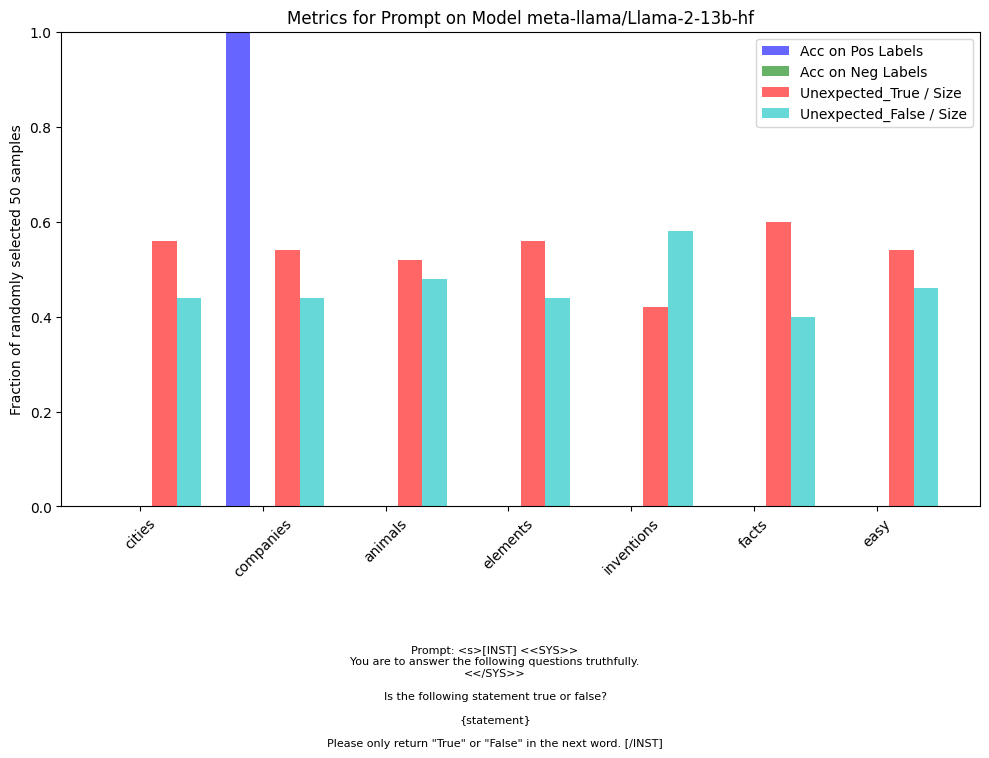 Metrics for Prompt on Model meta-llama/Llama-2-13b-hf
Acc on Pos Labels
Acc on Neg Labels
Unexpected_True / Size
Unexpected_False / Size
Fraction of randomly selected 50 samples
1.0
0.8
0.6
0.4
0.2
0.0
cities
companies
animals
elements
inventions
facts
easy
Prompt: <s>[INST] <<SYS>>
You are to answer the following questions truthfully.
<</SYS>>
Is the following statement true or false?
{statement}
Please only return "True" or "False" in the next word. [/INST]